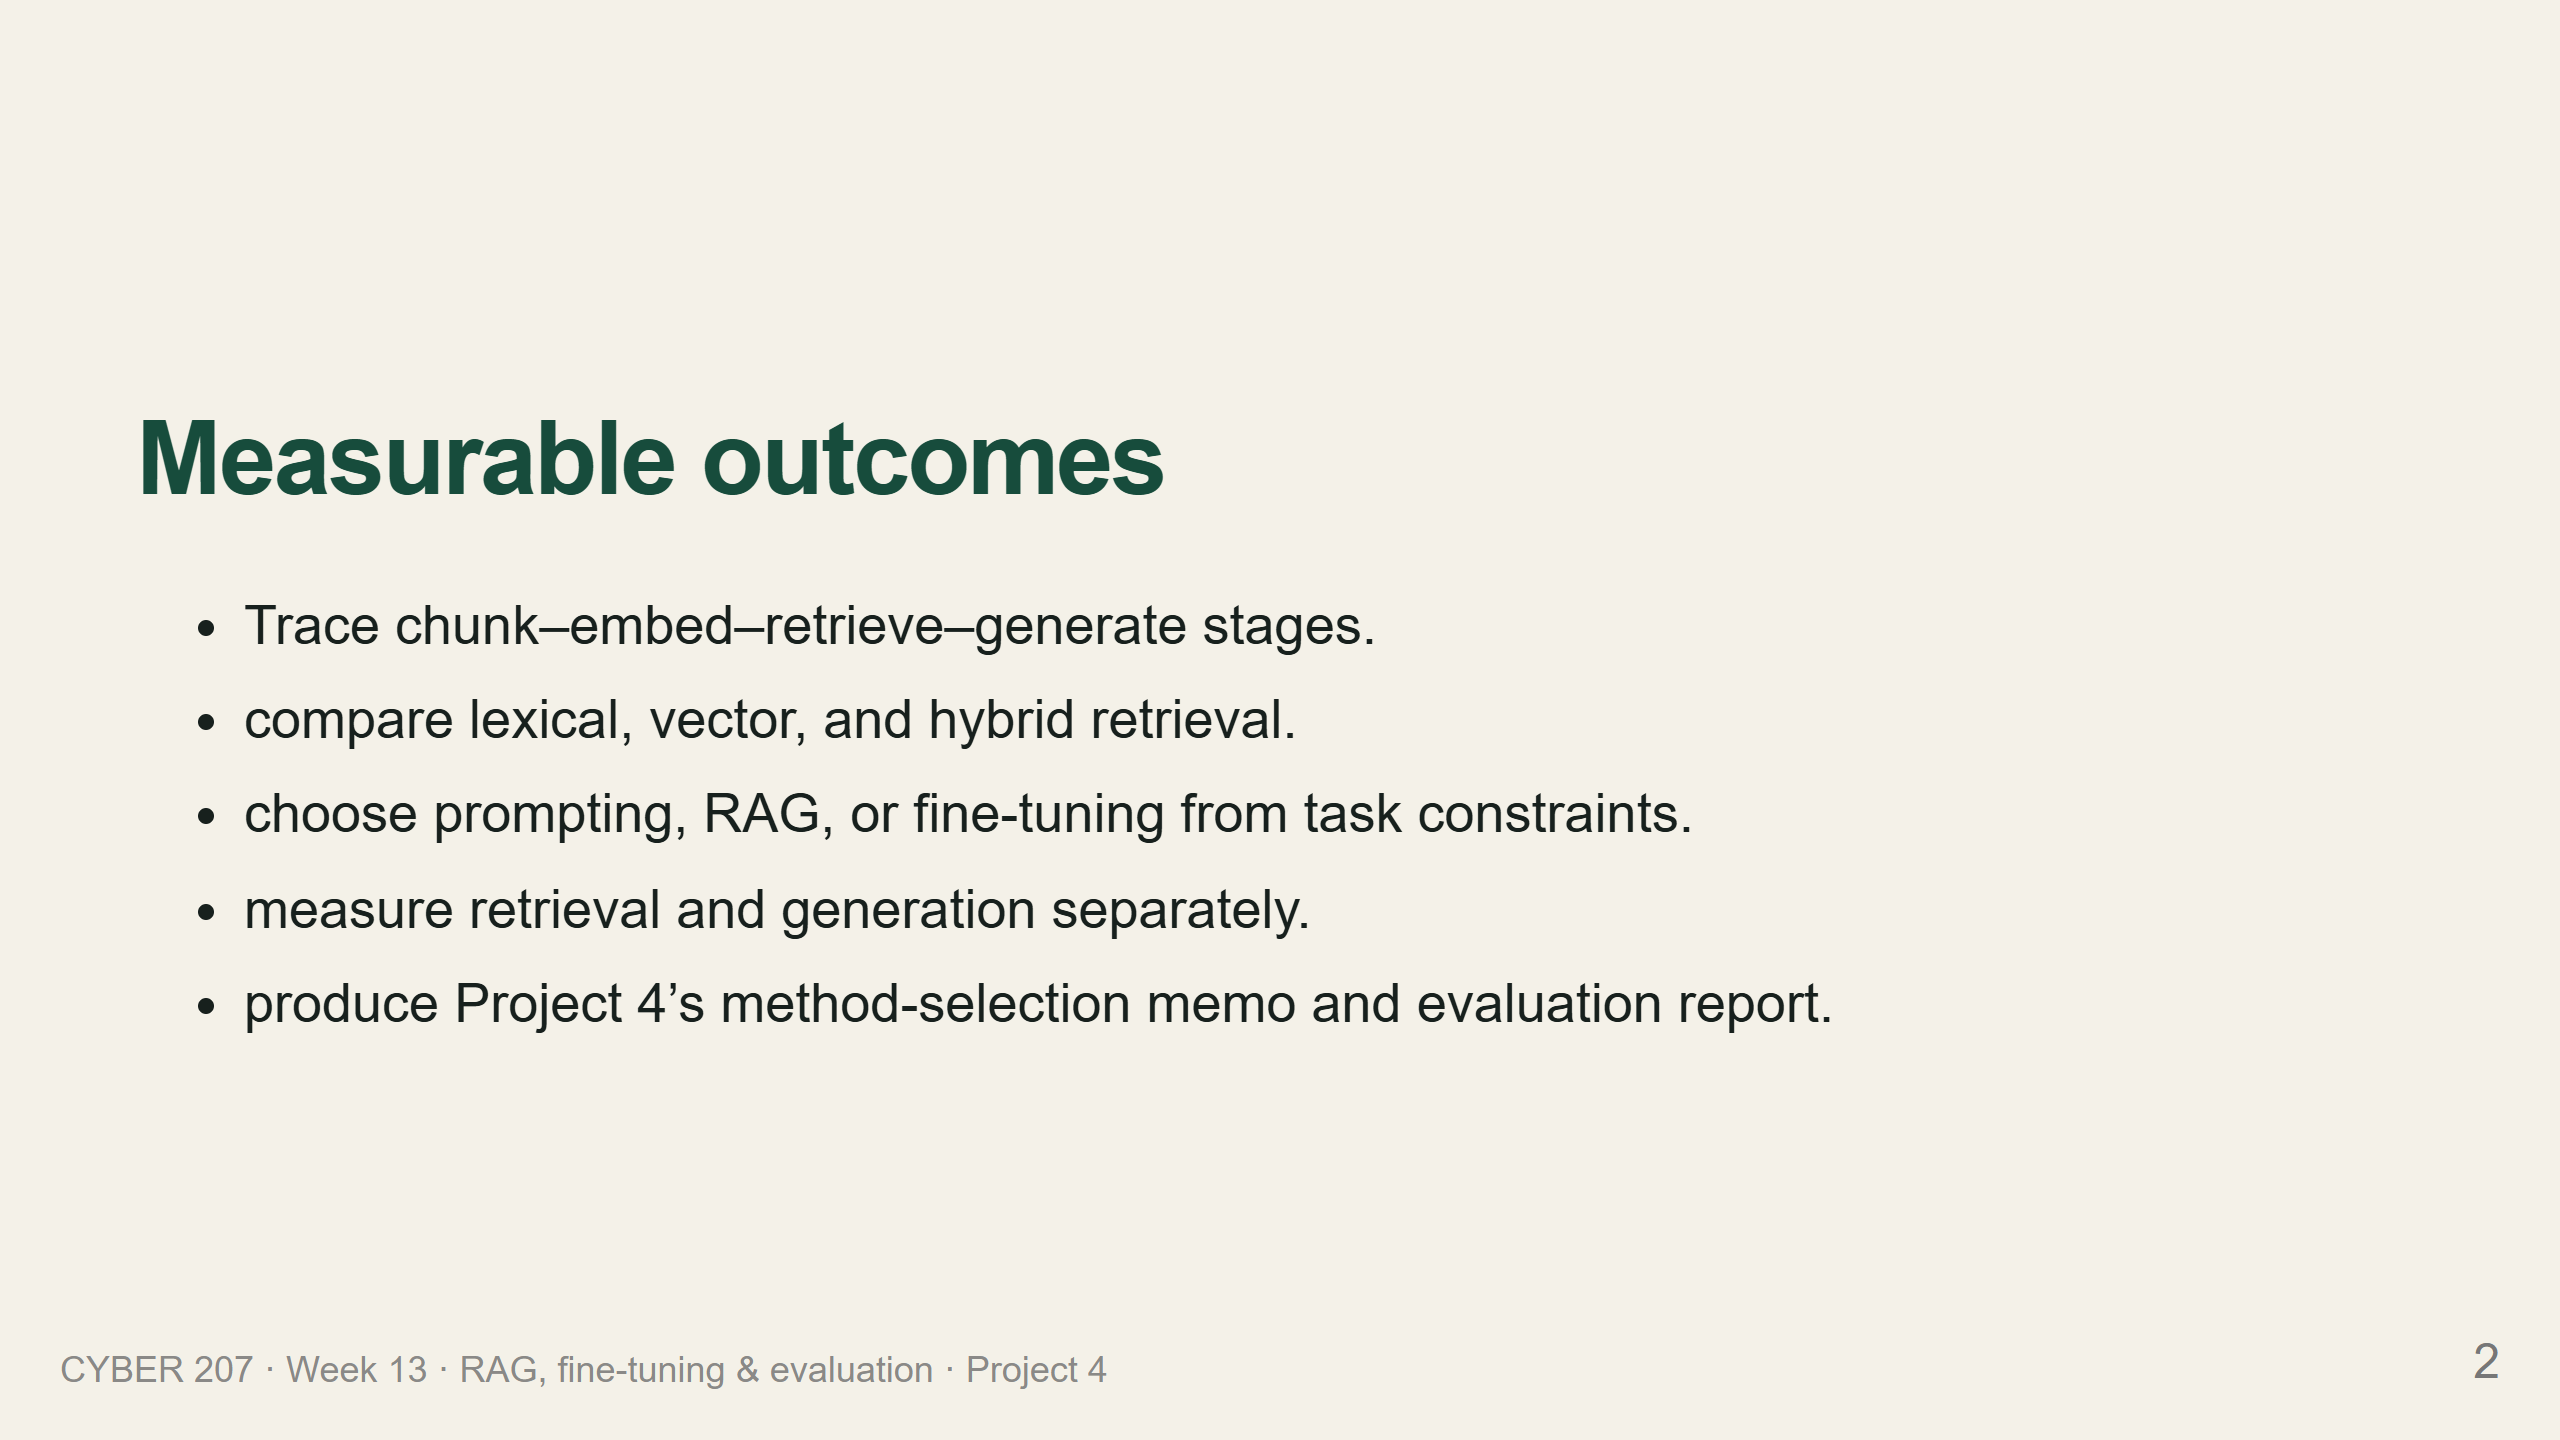 Measurable outcomes
• Trace chunk–embed–retrieve–generate stages.
• compare lexical, vector, and hybrid retrieval.
• choose prompting, RAG, or fine-tuning from task constraints.
• measure retrieval and generation separately.
• produce Project 4’s method-selection memo and evaluation report.
CYBER 207 · Week 13 · RAG, fine-tuning & evaluation · Project 4
2